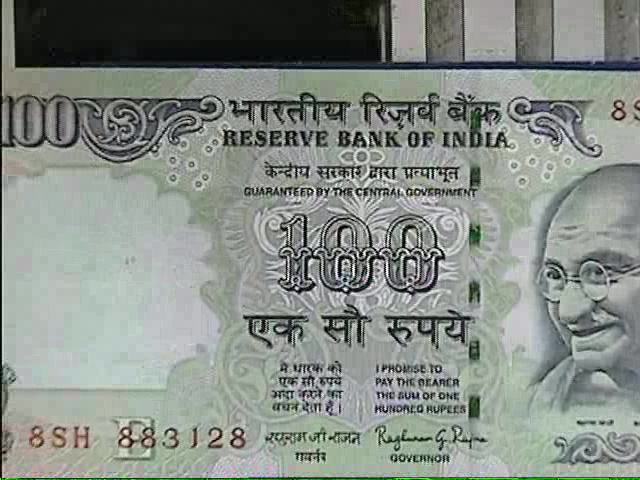 100 भारतीय रिज़र्व बैंक 8S
RESERVE BANK OF INDIA
केन्द्रीय सरकार द्वारा प्रत्याभूत
GUARANTEED BY THE CENTRAL GOVERNMENT
100
एक सौ रुपये
मैं धारक को
एक सौ रुपये
अदा करने का
वचन देता हूँ।
I PROMISE TO
PAY THE BEARER
THE SUM OF ONE
HUNDRED RUPEES
8SH 883128
E
गवर्नर
Raghuram G. Rajan
GOVERNOR